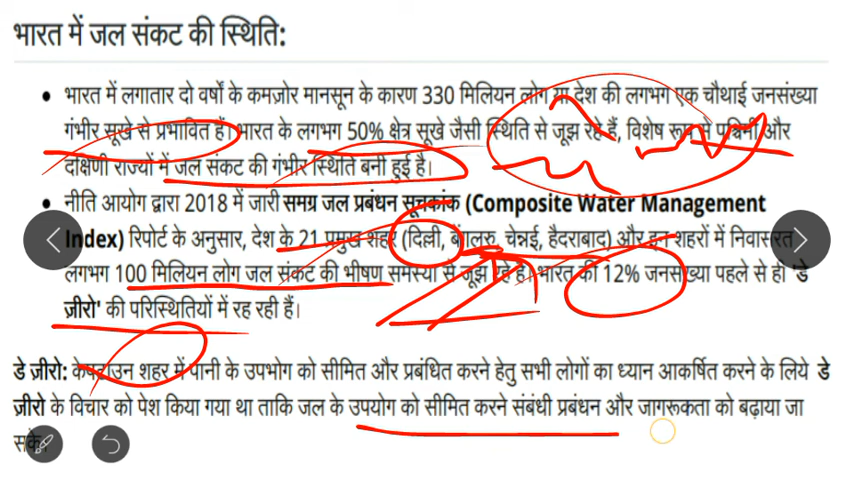 भारत में जल संकट की स्थिति:
भारत में लगातार दो वर्षों के कमज़ोर मानसून के कारण 330 मिलियन लोग या देश की लगभग एक चौथाई जनसंख्या
गंभीर सूखे से प्रभावित हैं। भारत के लगभग 50% क्षेत्र सूखे जैसी स्थिति से जूझ रहे हैं, विशेष रूप से पश्चिमी और
दक्षिणी राज्यों में जल संकट की गंभीर स्थिति बनी हुई है।
नीति आयोग द्वारा 2018 में जारी समग्र जल प्रबंधन सूचकांक (Composite Water Management
Index) रिपोर्ट के अनुसार, देश के 21 प्रमुख शहर (दिल्ली, बेंगलुरु, चेन्नई, हैदराबाद) और इन शहरों में निवासरत
लगभग 100 मिलियन लोग जल संकट की भीषण समस्या से जूझ रहे हैं। भारत की 12% जनसंख्या पहले से ही 'डे
ज़ीरो' की परिस्थितियों में रह रही हैं।
डे ज़ीरो: केपटाउन शहर में पानी के उपभोग को सीमित और प्रबंधित करने हेतु सभी लोगों का ध्यान आकर्षित करने के लिये डे
ज़ीरो के विचार को पेश किया गया था ताकि जल के उपयोग को सीमित करने संबंधी प्रबंधन और जागरूकता को बढ़ाया जा
सके।